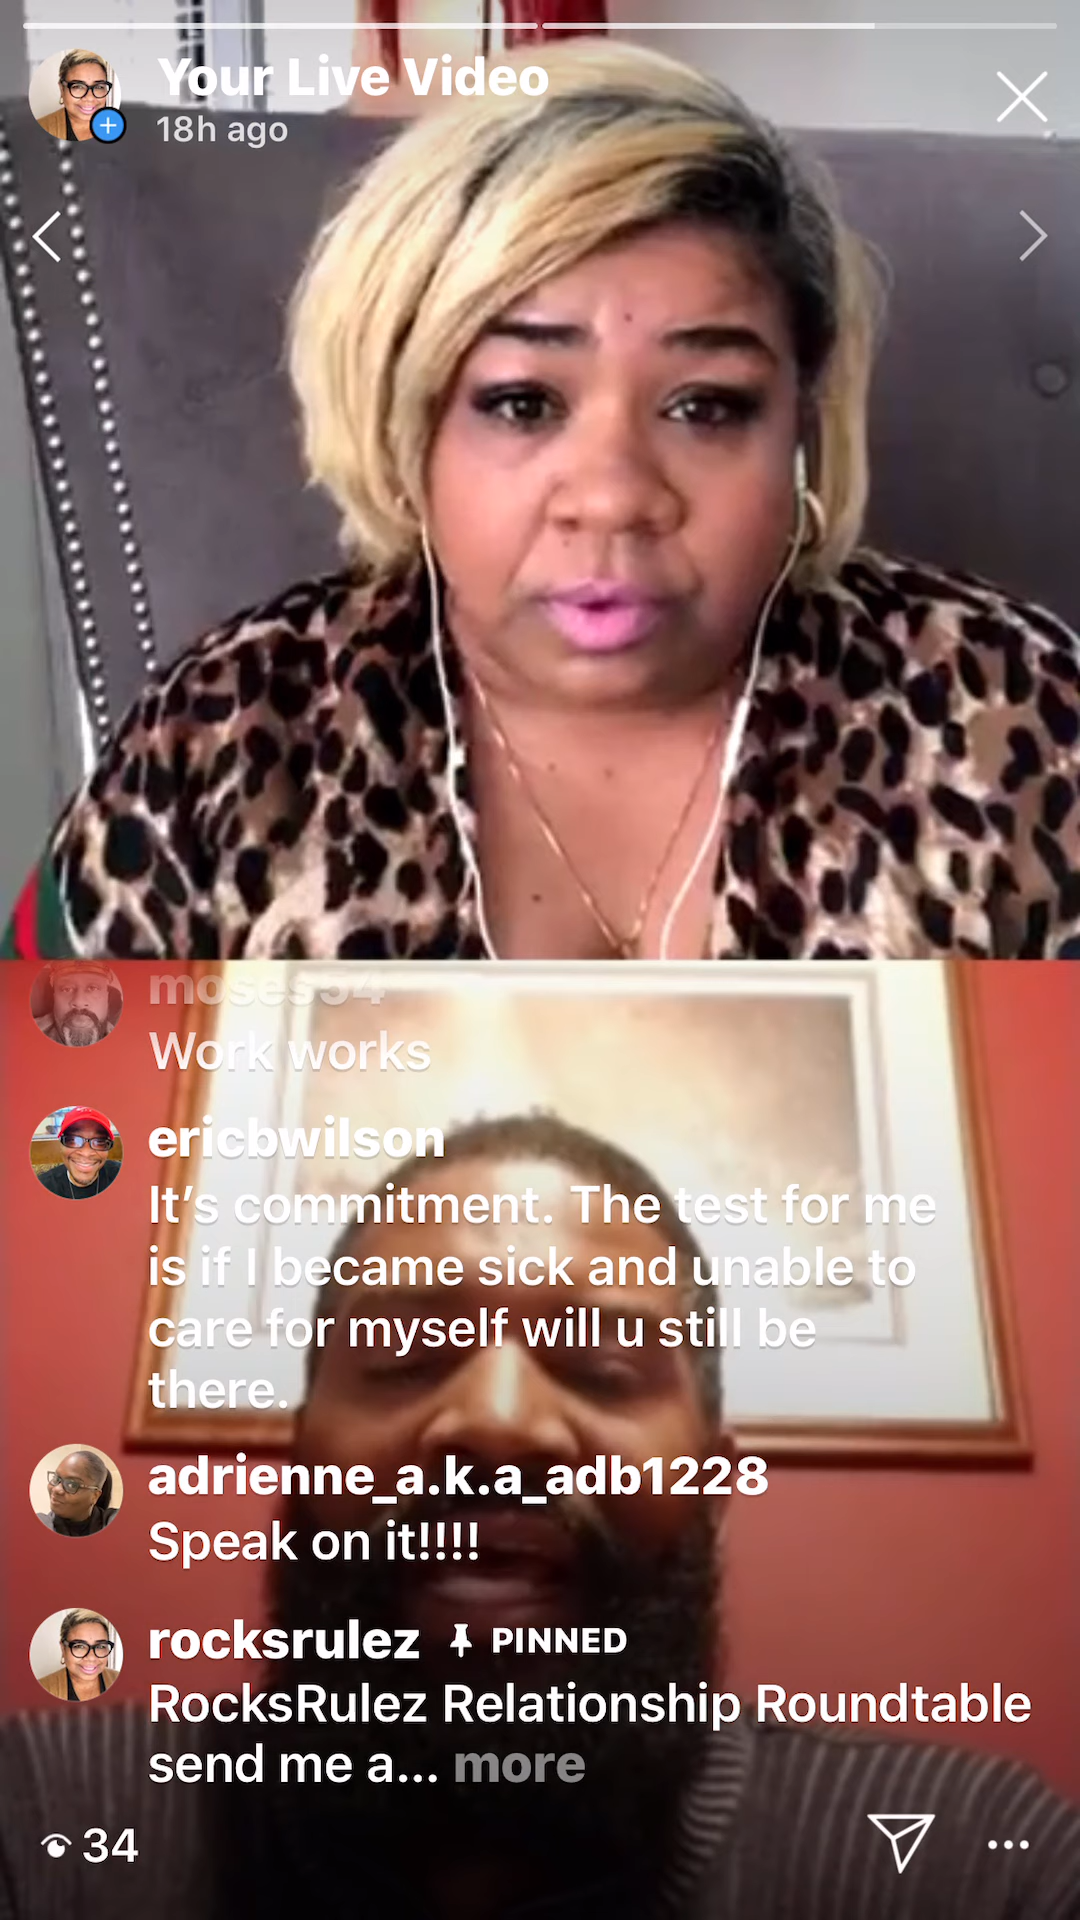 Your Live Video
18h ago
moses54
Work works
ericbwilson
It’s commitment. The test for me
is if I became sick and unable to
care for myself will u still be
there.
adrienne_a.k.a_adb1228
Speak on it!!!!
rocksrulez PINNED
RocksRulez Relationship Roundtable
send me a... more
34